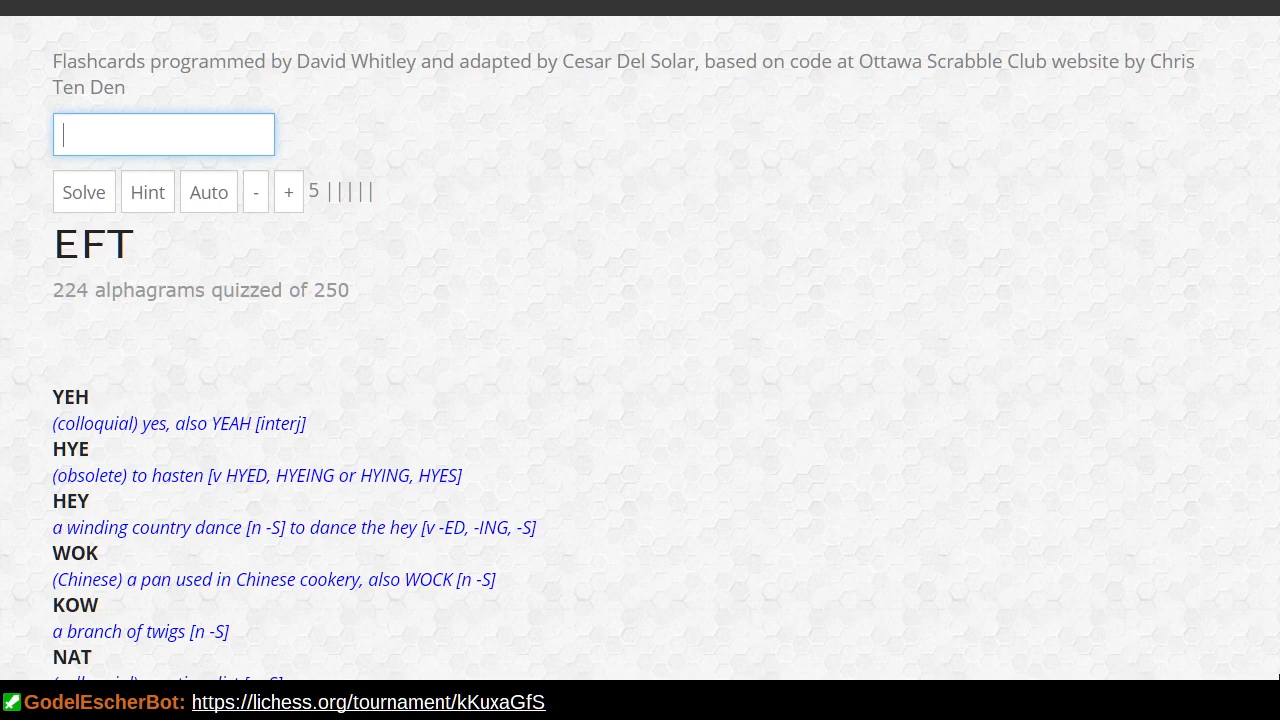 Flashcards programmed by David Whitley and adapted by Cesar Del Solar, based on code at Ottawa Scrabble Club website by Chris
Ten Den
Solve Hint Auto - + 5 |||||
EFT
224 alphagrams quizzed of 250
YEH
(colloquial) yes, also YEAH [interj]
HYE
(obsolete) to hasten [v HYED, HYEING or HYING, HYES]
HEY
a winding country dance [n -S] to dance the hey [v -ED, -ING, -S]
WOK
(Chinese) a pan used in Chinese cookery, also WOCK [n -S]
KOW
a branch of twigs [n -S]
NAT
GodelEscherBot: https://lichess.org/tournament/kKuxaGfS